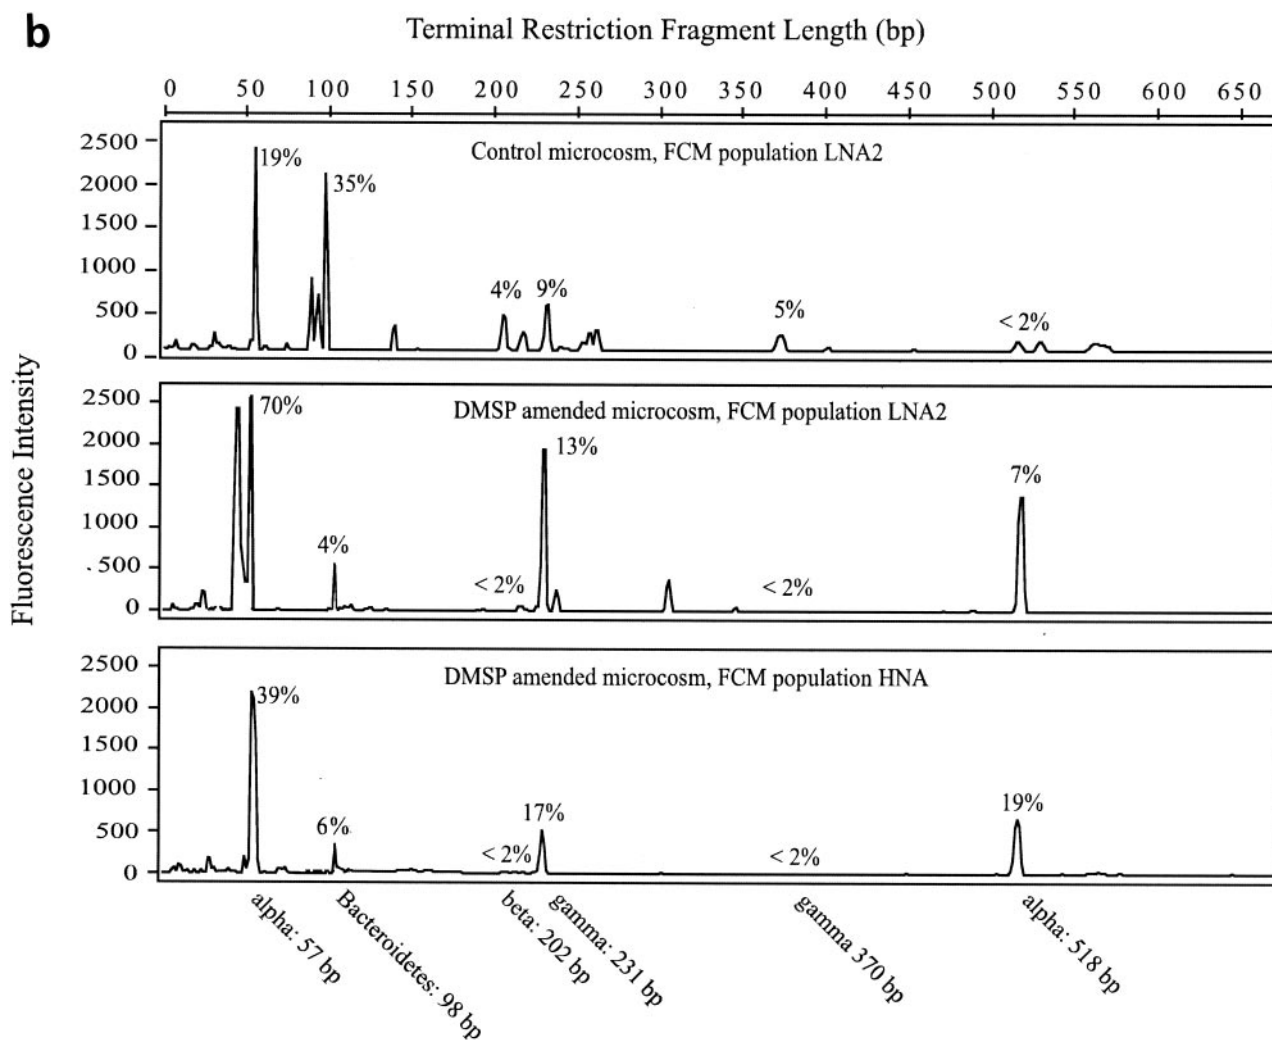 b
Terminal Restriction Fragment Length (bp)
0 50 100 150 200 250 300 350 400 450 500 550 600 650
Fluorescence Intensity
Control microcosm, FCM population LNA2
2500
2000
1500
1000
500
0
19%
35%
4%
9%
5%
< 2%
DMSP amended microcosm, FCM population LNA2
2500
2000
1500
1000
500
0
70%
4%
< 2%
13%
< 2%
7%
DMSP amended microcosm, FCM population HNA
2500
2000
1500
1000
500
0
39%
6%
< 2%
17%
< 2%
19%
alpha: 57 bp
Bacteroidetes: 98 bp
beta: 202 bp
gamma: 231 bp
gamma 370 bp
alpha: 518 bp